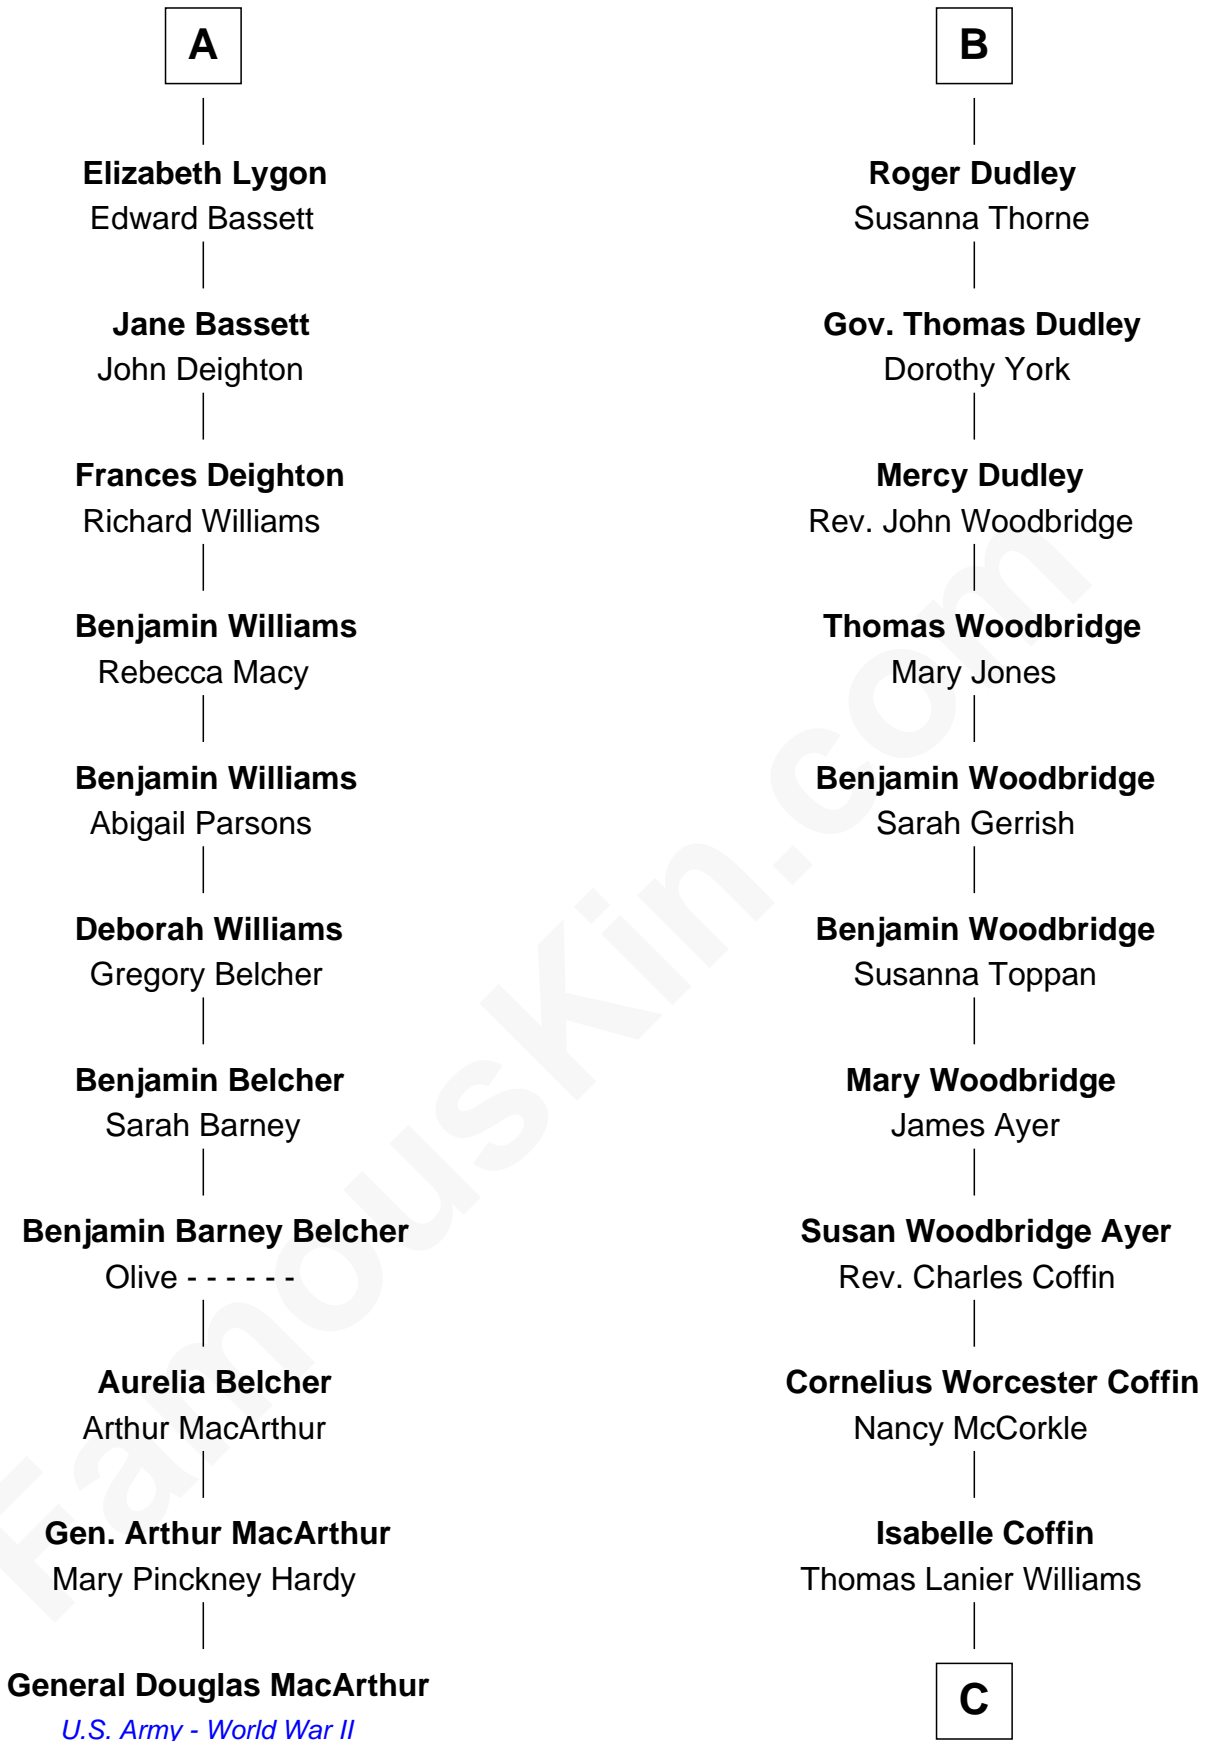 A
Elizabeth Lygon
Edward Bassett
Jane Bassett
John Deighton
Frances Deighton
Richard Williams
Benjamin Williams
Rebecca Macy
Benjamin Williams
Abigail Parsons
Deborah Williams
Gregory Belcher
Benjamin Belcher
Sarah Barney
Benjamin Barney Belcher
Olive - - - - - -
Aurelia Belcher
Arthur MacArthur
Gen. Arthur MacArthur
Mary Pinckney Hardy
General Douglas MacArthur
U.S. Army - World War II
B
Roger Dudley
Susanna Thorne
Gov. Thomas Dudley
Dorothy York
Mercy Dudley
Rev. John Woodbridge
Thomas Woodbridge
Mary Jones
Benjamin Woodbridge
Sarah Gerrish
Benjamin Woodbridge
Susanna Toppan
Mary Woodbridge
James Ayer
Susan Woodbridge Ayer
Rev. Charles Coffin
Cornelius Worcester Coffin
Nancy McCorkle
Isabelle Coffin
Thomas Lanier Williams
C
FamousKin.com